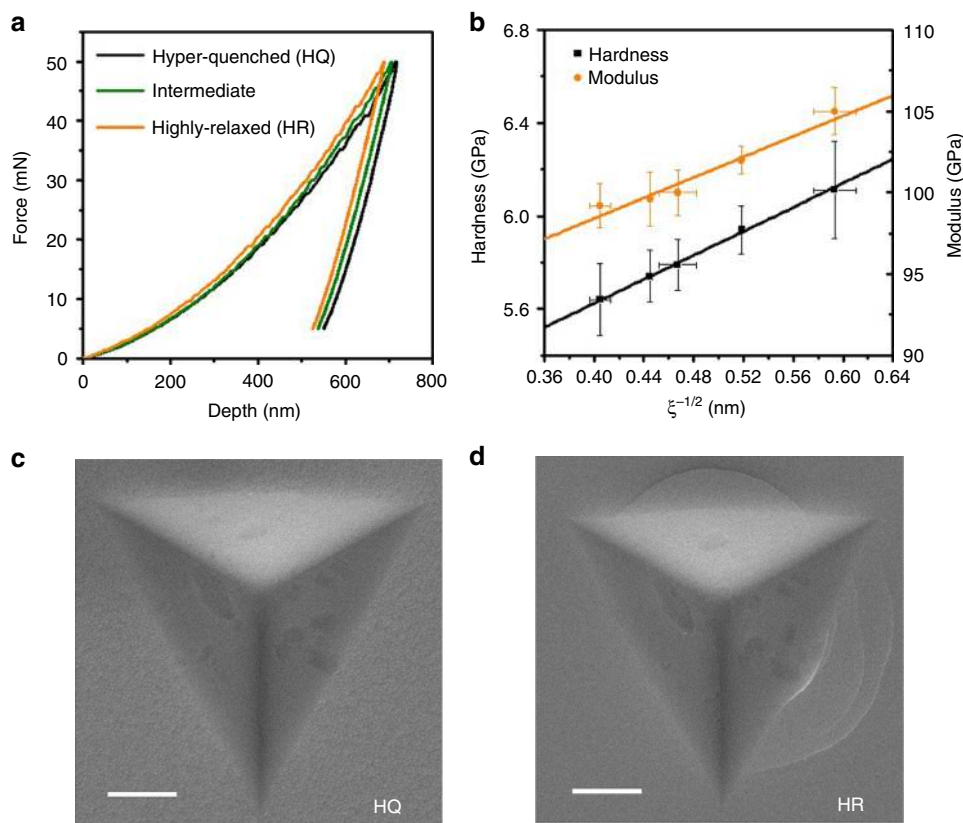 a
Hyper-quenched (HQ)
Intermediate
Highly-relaxed (HR)
50
40
30
20
10
0
Force (mN)
0 200 400 600 800
Depth (nm)
b
Hardness
Modulus
6.8
6.4
6.0
5.6
Hardness (GPa)
110
105
100
95
90
Modulus (GPa)
0.36 0.40 0.44 0.48 0.52 0.56 0.60 0.64
ξ⁻¹/² (nm)
c
HQ
d
HR